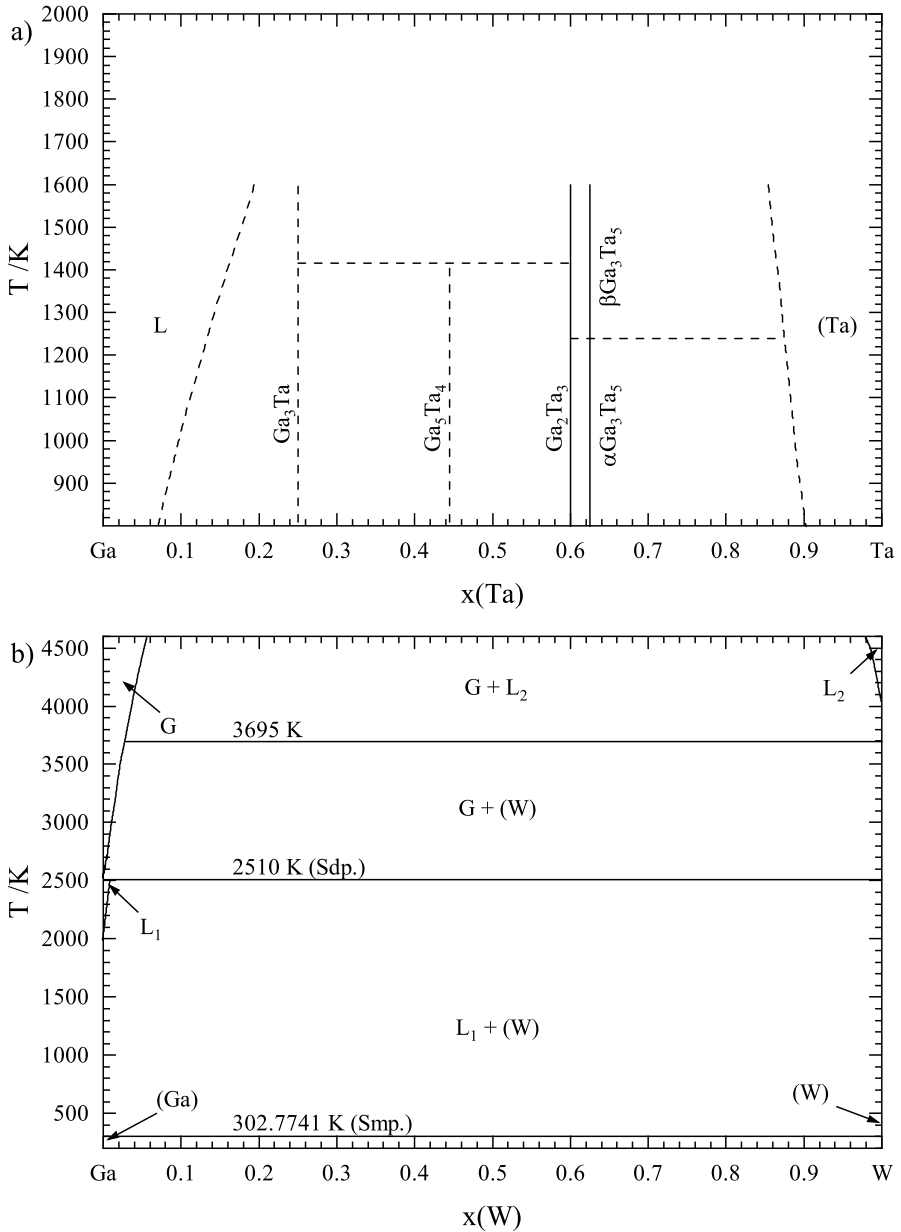 a)
2000
1900
1800
1700
1600
1500
1400
1300
1200
1100
1000
900
T /K
L
Ga₃Ta
Ga₅Ta₄
Ga₂Ta₃
βGa₃Ta₅
αGa₃Ta₅
(Ta)
Ga 0.1 0.2 0.3 0.4 0.5 0.6 0.7 0.8 0.9 Ta
x(Ta)
b)
4500
4000
3500
3000
2500
2000
1500
1000
500
T /K
G + L₂
L₂
G
3695 K
G + (W)
2510 K (Sdp.)
L₁
L₁ + (W)
(Ga)
(W)
302.7741 K (Smp.)
Ga 0.1 0.2 0.3 0.4 0.5 0.6 0.7 0.8 0.9 W
x(W)